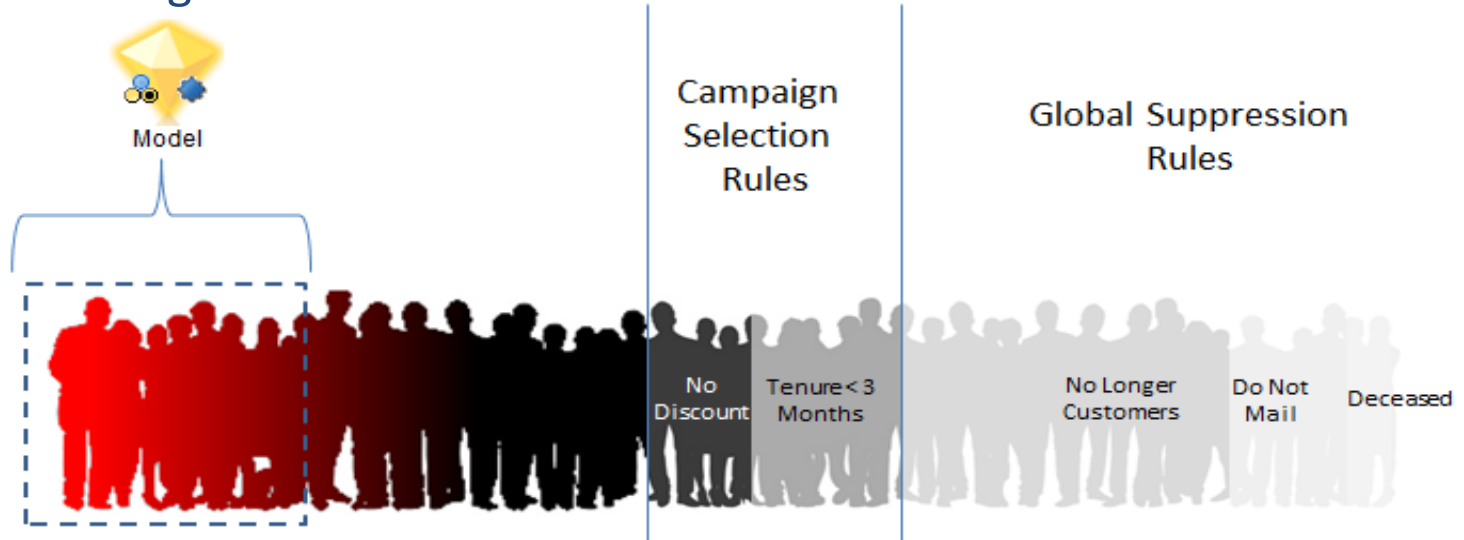 Model
Campaign
Selection
Rules
Global Suppression
Rules
No
Discount
Tenure< 3
Months
No Longer
Customers
Do Not
Mail
Deceased